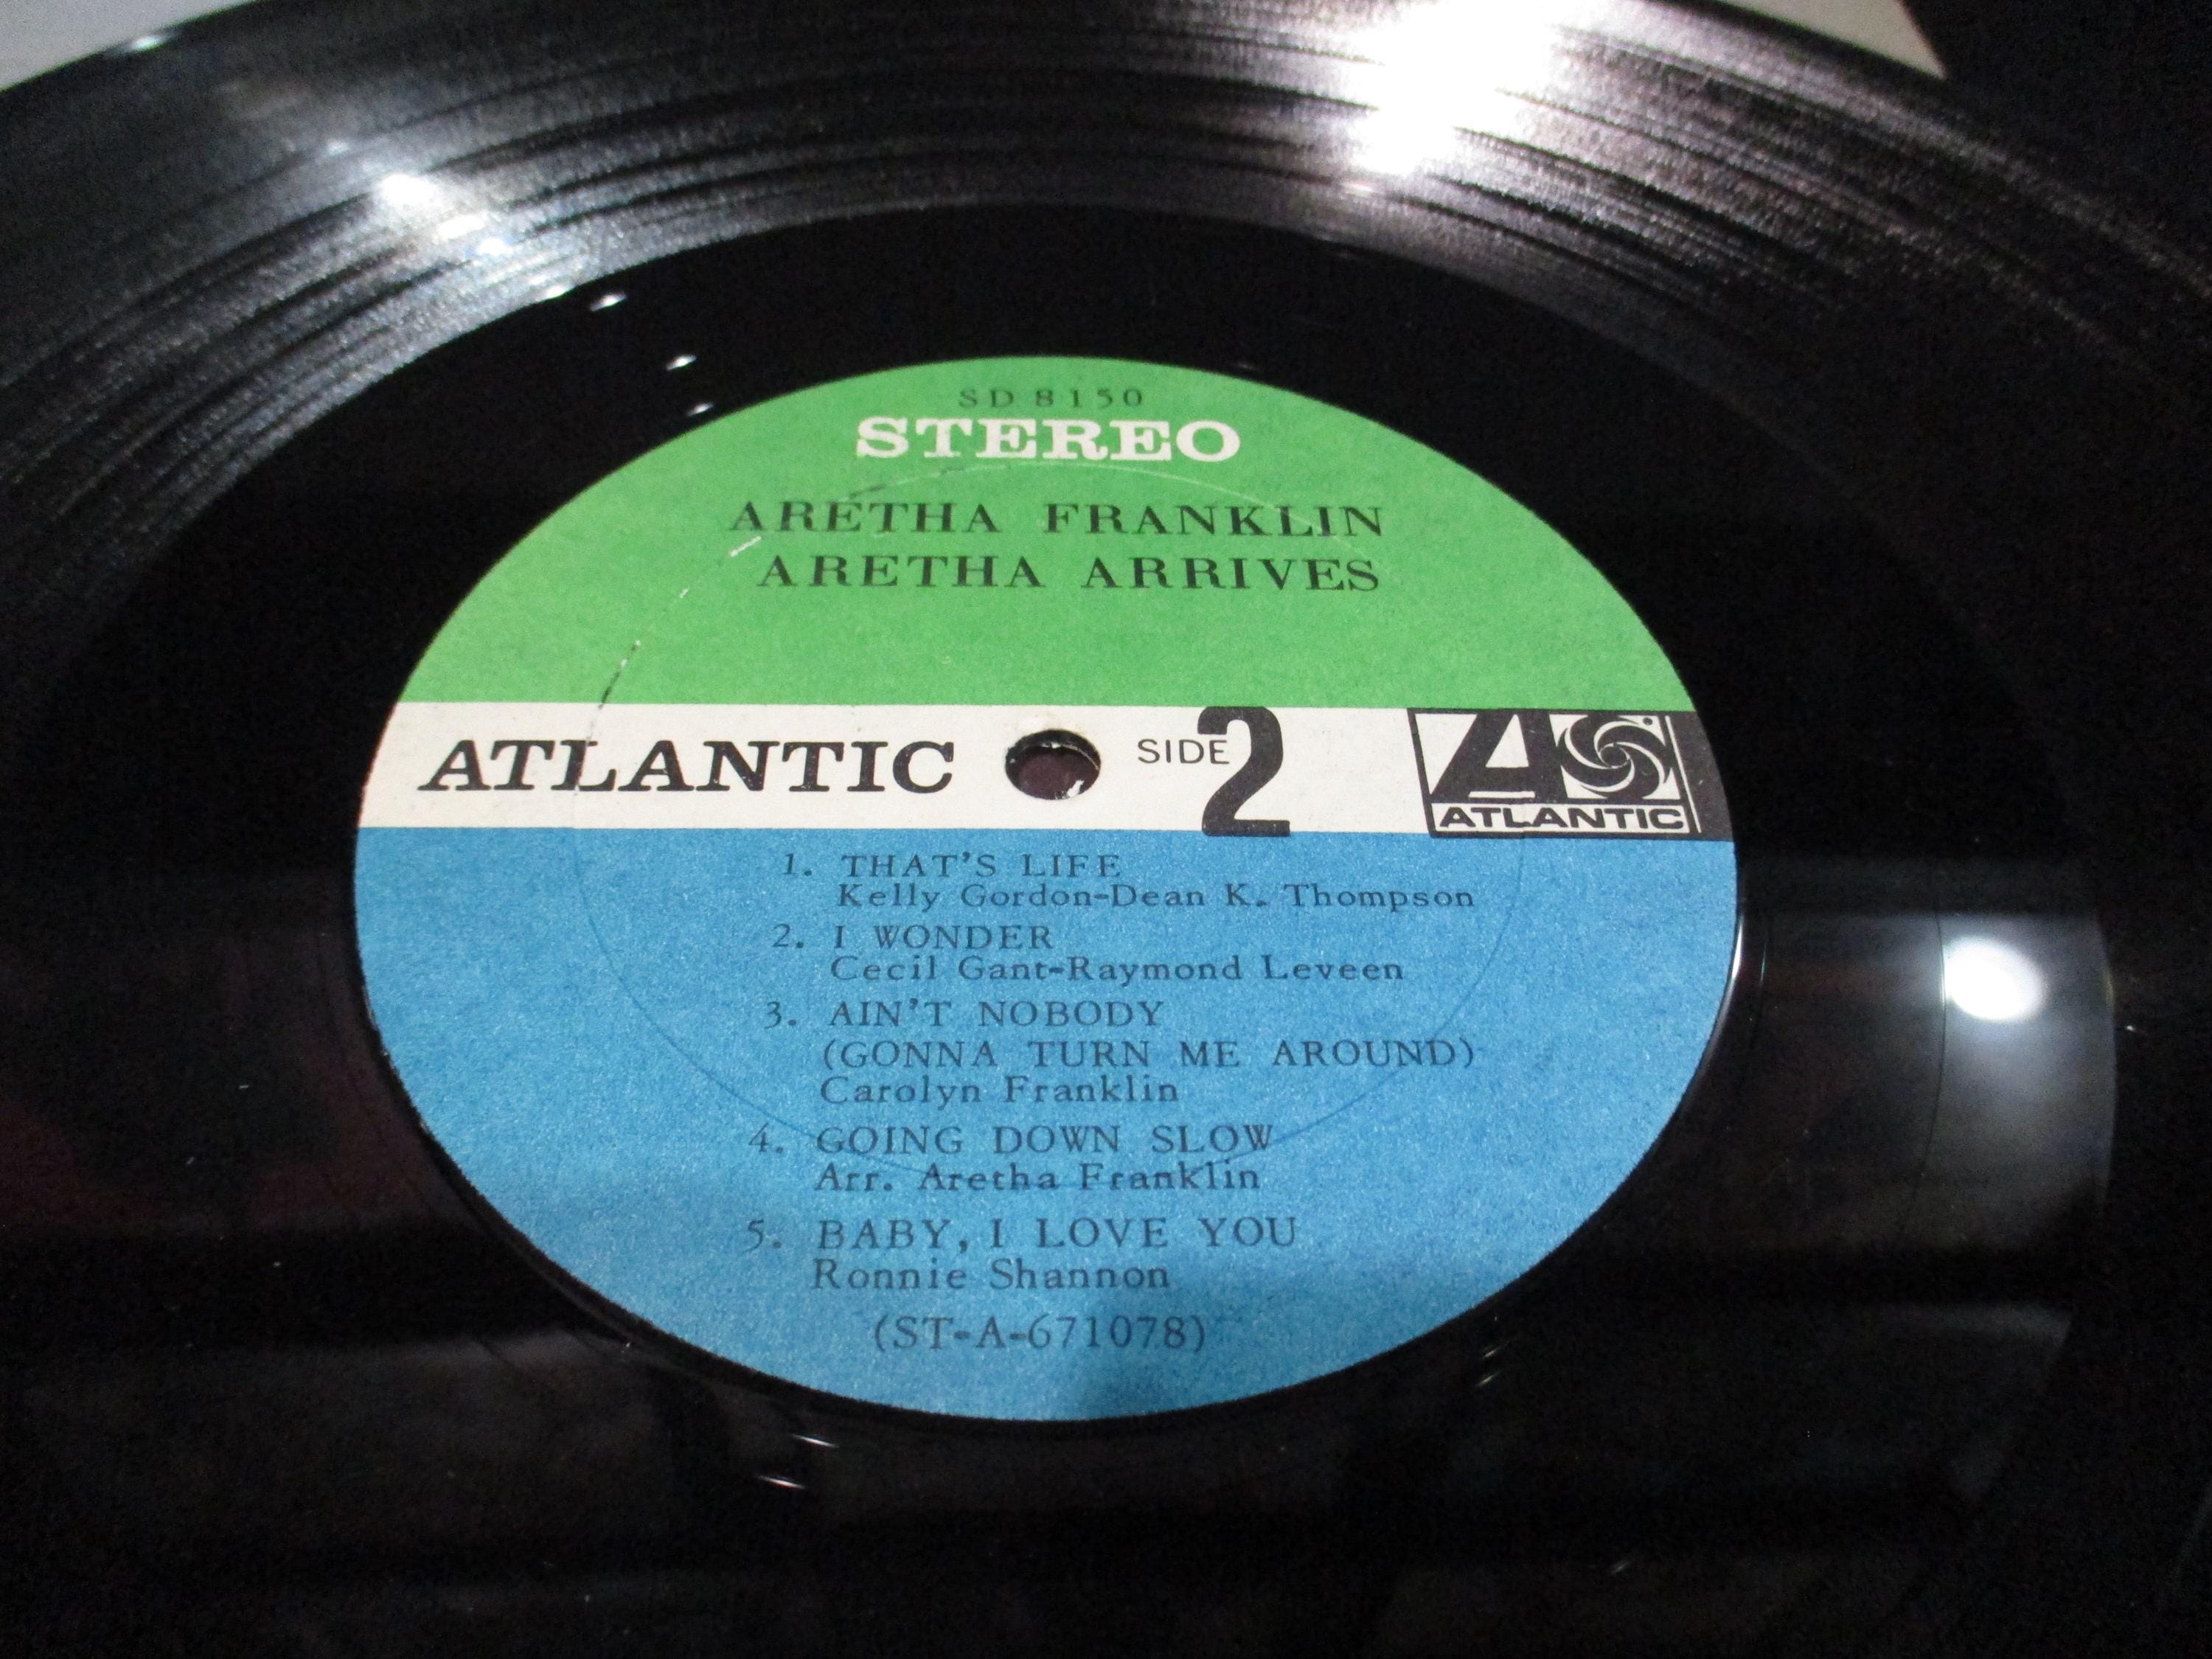 SD 8150
STEREO
ARETHA FRANKLIN
ARETHA ARRIVES
ATLANTIC SIDE 2
ATLANTIC
1. THAT'S LIFE
Kelly Gordon-Dean K. Thompson
2. I WONDER
Cecil Gant-Raymond Leveen
3. AIN'T NOBODY
(GONNA TURN ME AROUND)
Carolyn Franklin
4. GOING DOWN SLOW
Arr. Aretha Franklin
5. BABY, I LOVE YOU
Ronnie Shannon
(ST-A-671078)